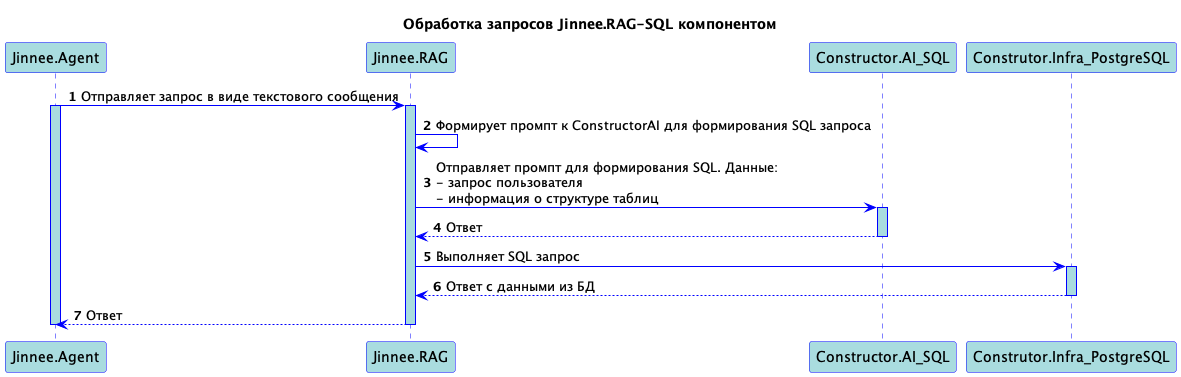 Обработка запросов Jinnee.RAG-SQL компонентом
Jinnee.Agent
Jinnee.RAG
Constructor.AI_SQL
Construtor.Infra_PostgreSQL
1 Отправляет запрос в виде текстового сообщения
2 Формирует промпт к ConstructorAI для формирования SQL запроса
Отправляет промпт для формирования SQL. Данные:
3 - запрос пользователя
- информация о структуре таблиц
4 Ответ
5 Выполняет SQL запрос
6 Ответ с данными из БД
7 Ответ
Jinnee.Agent
Jinnee.RAG
Constructor.AI_SQL
Construtor.Infra_PostgreSQL